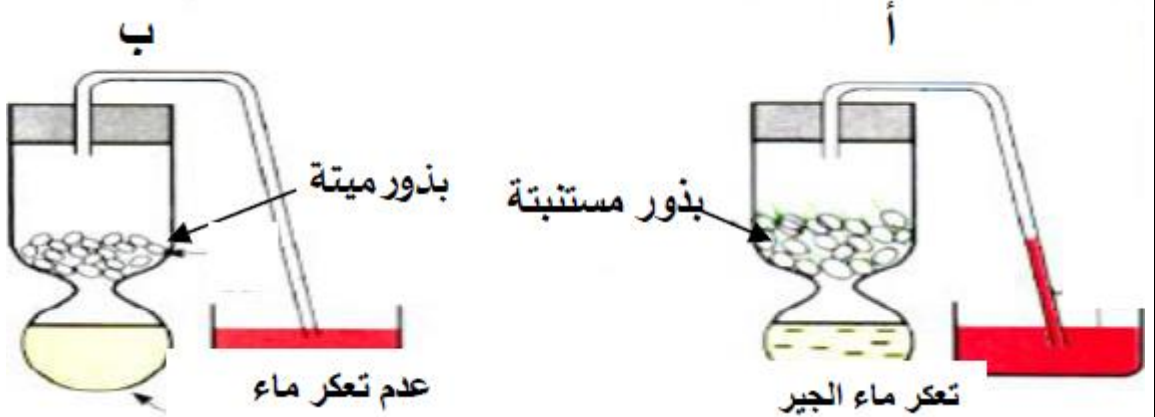 أ
ب
بذور مستنبتة
بذور ميتة
تعكر ماء الجير
عدم تعكر ماء